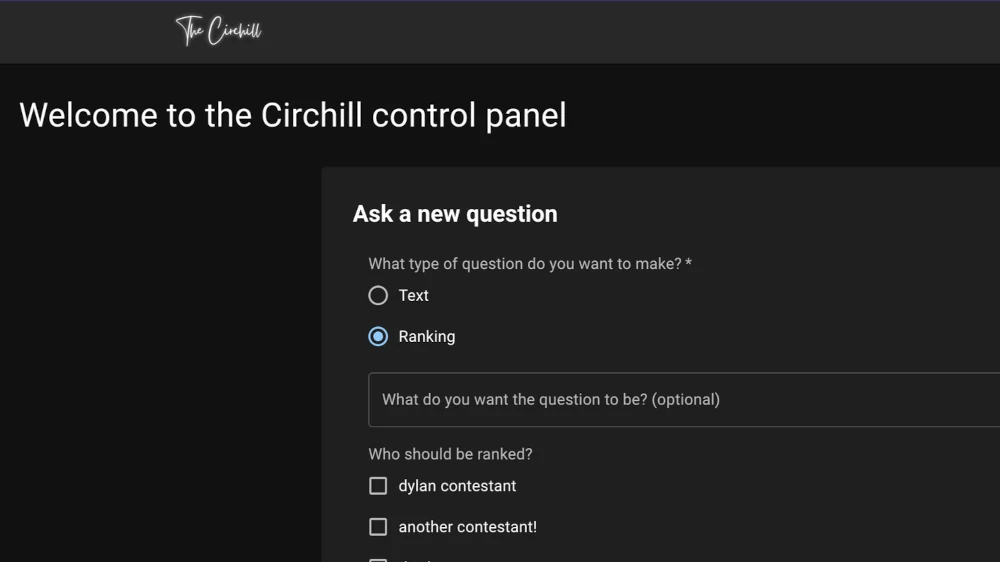 The Circhill
Welcome to the Circhill control panel
Ask a new question
What type of question do you want to make? *
Text
Ranking
What do you want the question to be? (optional)
Who should be ranked?
dylan contestant
another contestant!